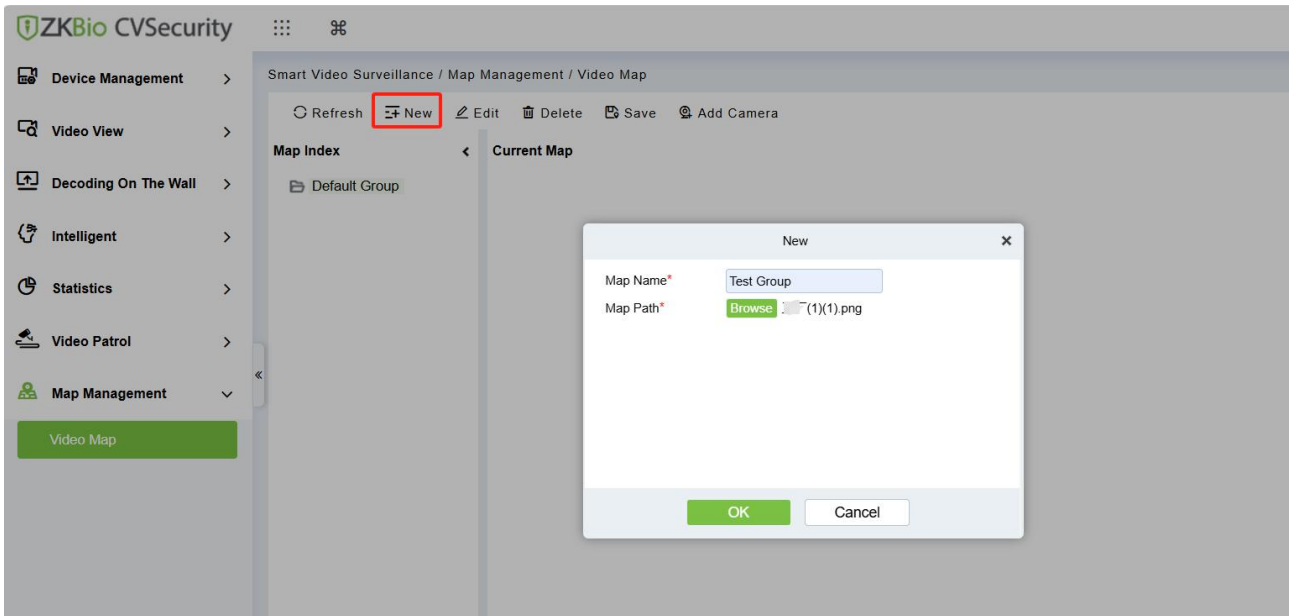 ZKBio CVSecurity
Device Management
Video View
Decoding On The Wall
Intelligent
Statistics
Video Patrol
Map Management
Video Map
Smart Video Surveillance / Map Management / Video Map
Refresh New Edit Delete Save Add Camera
Map Index Current Map
Default Group
New
Map Name* Test Group
Map Path* Browse (1)(1).png
OK Cancel